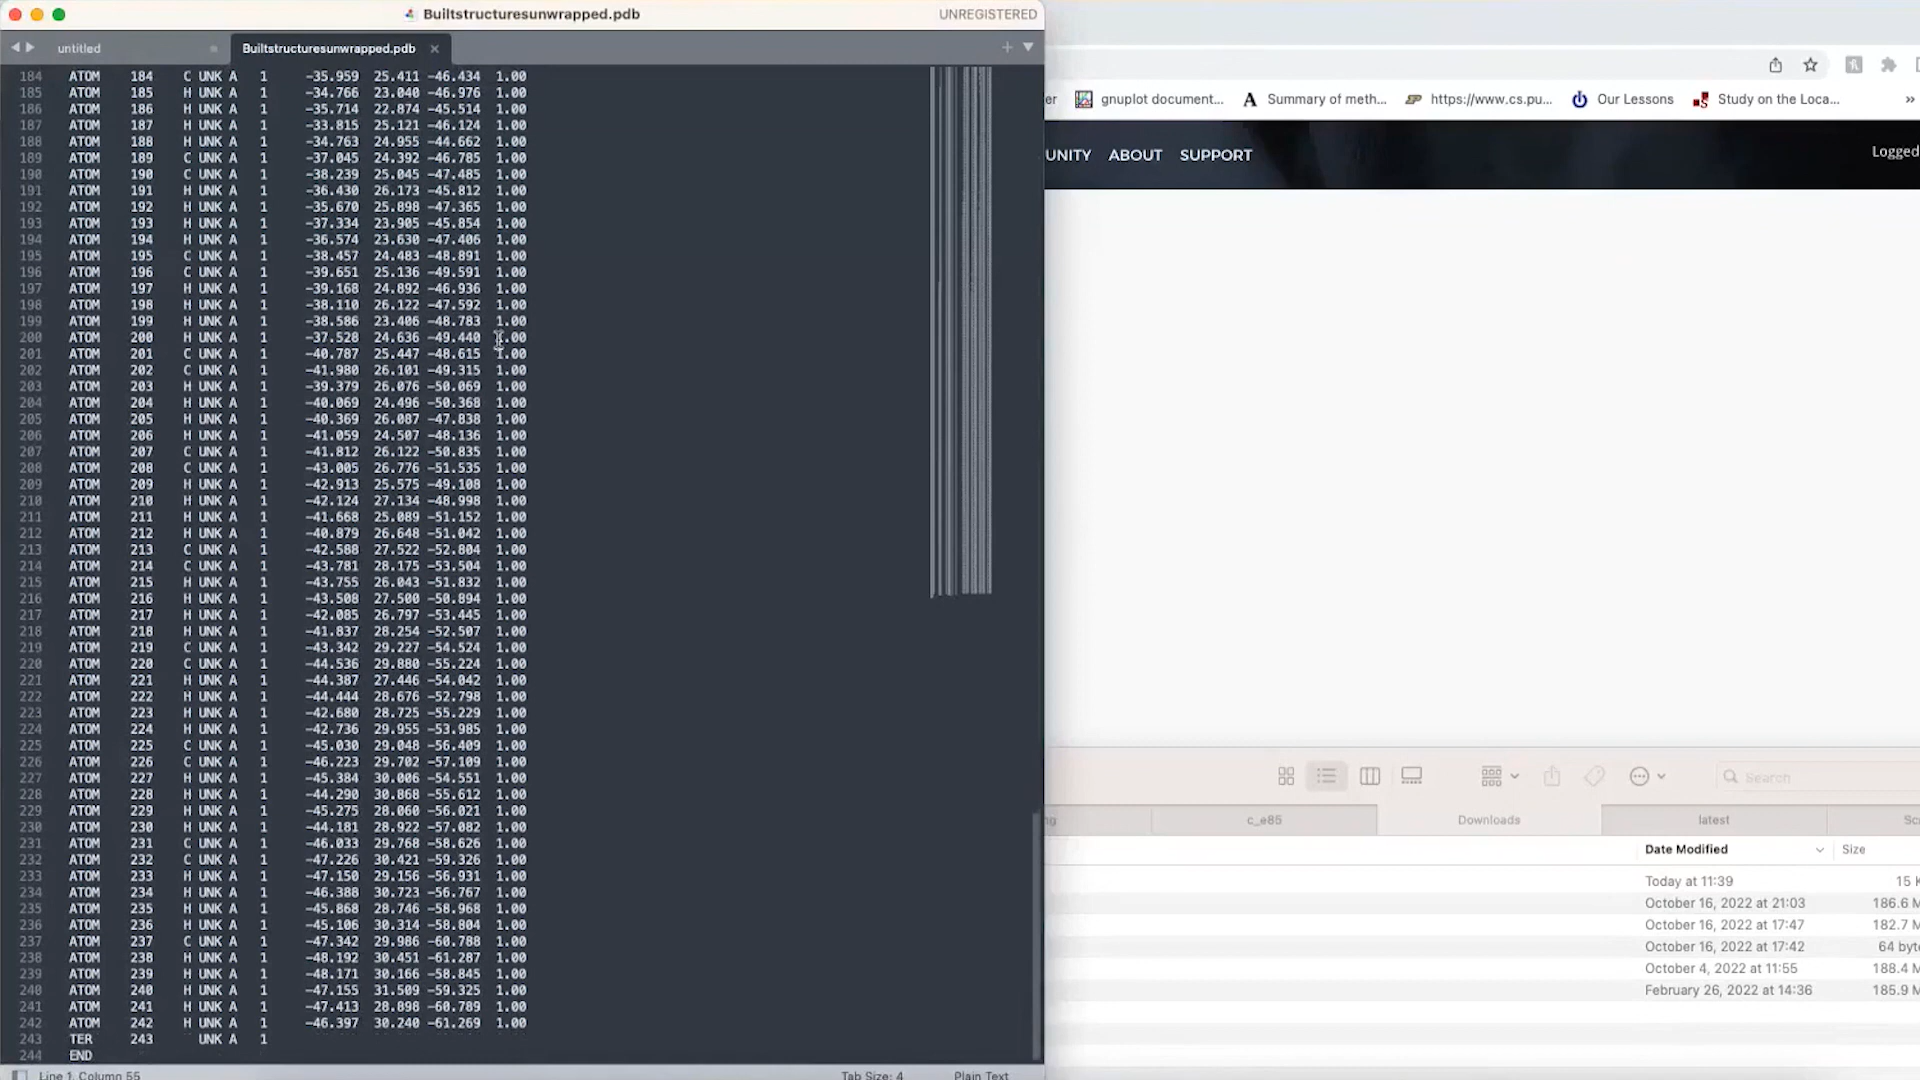 Builtstructuresunwrapped.pdb
UNREGISTERED
untitled
Builtstructuresunwrapped.pdb
184 ATOM 184 C UNK A 1 -35.959 25.411 -46.434 1.00
185 ATOM 185 H UNK A 1 -34.766 23.040 -46.976 1.00
186 ATOM 186 H UNK A 1 -35.714 22.874 -45.514 1.00
187 ATOM 187 H UNK A 1 -33.815 25.121 -46.124 1.00
188 ATOM 188 H UNK A 1 -34.763 24.955 -44.662 1.00
189 ATOM 189 C UNK A 1 -37.045 24.392 -46.785 1.00
190 ATOM 190 C UNK A 1 -38.239 25.045 -47.485 1.00
191 ATOM 191 H UNK A 1 -36.430 26.173 -45.812 1.00
192 ATOM 192 H UNK A 1 -35.670 25.898 -47.365 1.00
193 ATOM 193 H UNK A 1 -37.334 23.905 -45.854 1.00
194 ATOM 194 H UNK A 1 -36.574 23.630 -47.406 1.00
195 ATOM 195 C UNK A 1 -38.457 24.483 -48.891 1.00
196 ATOM 196 C UNK A 1 -39.651 25.136 -49.591 1.00
197 ATOM 197 H UNK A 1 -39.168 24.892 -46.936 1.00
198 ATOM 198 H UNK A 1 -38.110 26.122 -47.592 1.00
199 ATOM 199 H UNK A 1 -38.586 23.406 -48.783 1.00
200 ATOM 200 H UNK A 1 -37.528 24.636 -49.440 1.00
201 ATOM 201 C UNK A 1 -40.787 25.447 -48.615 1.00
202 ATOM 202 C UNK A 1 -41.980 26.101 -49.315 1.00
203 ATOM 203 H UNK A 1 -39.379 26.076 -50.069 1.00
204 ATOM 204 H UNK A 1 -40.069 24.496 -50.368 1.00
205 ATOM 205 H UNK A 1 -40.369 26.087 -47.838 1.00
206 ATOM 206 H UNK A 1 -41.059 24.507 -48.136 1.00
207 ATOM 207 C UNK A 1 -41.812 26.122 -50.835 1.00
208 ATOM 208 C UNK A 1 -43.005 26.776 -51.535 1.00
209 ATOM 209 H UNK A 1 -42.913 25.575 -49.108 1.00
210 ATOM 210 H UNK A 1 -42.124 27.134 -48.998 1.00
211 ATOM 211 H UNK A 1 -41.668 25.089 -51.152 1.00
212 ATOM 212 H UNK A 1 -40.879 26.648 -51.042 1.00
213 ATOM 213 C UNK A 1 -42.588 27.522 -52.804 1.00
214 ATOM 214 C UNK A 1 -43.781 28.175 -53.504 1.00
215 ATOM 215 H UNK A 1 -43.755 26.043 -51.832 1.00
216 ATOM 216 H UNK A 1 -43.508 27.500 -50.894 1.00
217 ATOM 217 H UNK A 1 -42.085 26.797 -53.445 1.00
218 ATOM 218 H UNK A 1 -41.837 28.254 -52.507 1.00
219 ATOM 219 C UNK A 1 -43.342 29.227 -54.524 1.00
220 ATOM 220 C UNK A 1 -44.536 29.880 -55.224 1.00
221 ATOM 221 H UNK A 1 -44.387 27.446 -54.042 1.00
222 ATOM 222 H UNK A 1 -44.444 28.676 -52.798 1.00
223 ATOM 223 H UNK A 1 -42.680 28.725 -55.229 1.00
224 ATOM 224 H UNK A 1 -42.736 29.955 -53.985 1.00
225 ATOM 225 C UNK A 1 -45.030 29.048 -56.409 1.00
226 ATOM 226 C UNK A 1 -46.223 29.702 -57.109 1.00
227 ATOM 227 H UNK A 1 -45.384 30.006 -54.551 1.00
228 ATOM 228 H UNK A 1 -44.290 30.868 -55.612 1.00
229 ATOM 229 H UNK A 1 -45.275 28.060 -56.021 1.00
230 ATOM 230 H UNK A 1 -44.181 28.922 -57.082 1.00
231 ATOM 231 C UNK A 1 -46.033 29.768 -58.626 1.00
232 ATOM 232 C UNK A 1 -47.226 30.421 -59.326 1.00
233 ATOM 233 H UNK A 1 -47.150 29.156 -56.931 1.00
234 ATOM 234 H UNK A 1 -46.388 30.723 -56.767 1.00
235 ATOM 235 H UNK A 1 -45.868 28.746 -58.968 1.00
236 ATOM 236 H UNK A 1 -45.106 30.314 -58.804 1.00
237 ATOM 237 C UNK A 1 -47.342 29.986 -60.788 1.00
238 ATOM 238 H UNK A 1 -48.192 30.451 -61.287 1.00
239 ATOM 239 H UNK A 1 -48.171 30.166 -58.845 1.00
240 ATOM 240 H UNK A 1 -47.155 31.509 -59.325 1.00
241 ATOM 241 H UNK A 1 -47.413 28.898 -60.789 1.00
242 ATOM 242 H UNK A 1 -46.397 30.240 -61.269 1.00
243 TER 243 UNK A 1
244 END
Line 1, Column 55
Tab Size: 4
Plain Text
er gnuplot document... Summary of meth... https://www.cs.pu... Our Lessons Study on the Loca... »
UNITY ABOUT SUPPORT
Logged
Search
ng c_e85 Downloads latest Sc
Date Modified Size
Today at 11:39 15 K
October 16, 2022 at 21:03 186.6 M
October 16, 2022 at 17:47 182.7 M
October 16, 2022 at 17:42 64 byte
October 4, 2022 at 11:55 188.4 M
February 26, 2022 at 14:36 185.9 M